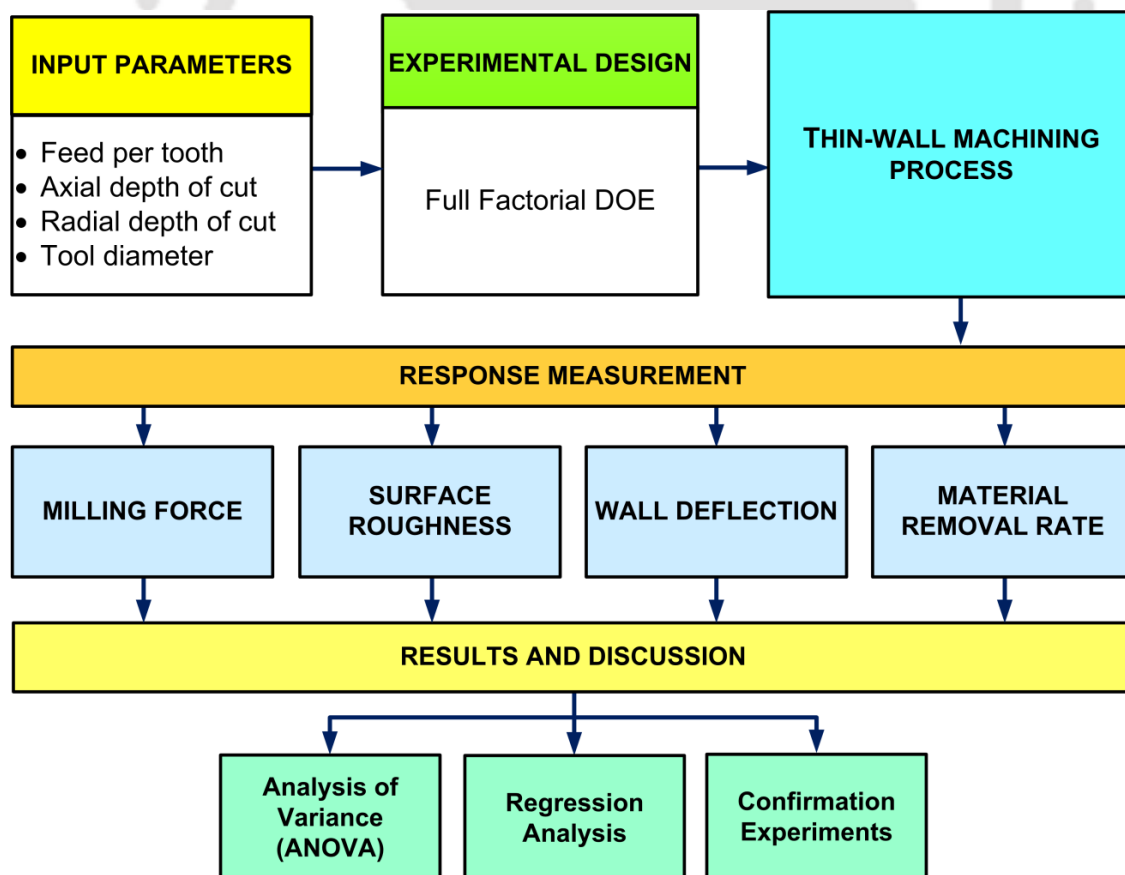 INPUT PARAMETERS
• Feed per tooth
• Axial depth of cut
• Radial depth of cut
• Tool diameter
EXPERIMENTAL DESIGN
Full Factorial DOE
THIN-WALL MACHINING
PROCESS
RESPONSE MEASUREMENT
MILLING FORCE
SURFACE
ROUGHNESS
WALL DEFLECTION
MATERIAL
REMOVAL RATE
RESULTS AND DISCUSSION
Analysis of
Variance
(ANOVA)
Regression
Analysis
Confirmation
Experiments